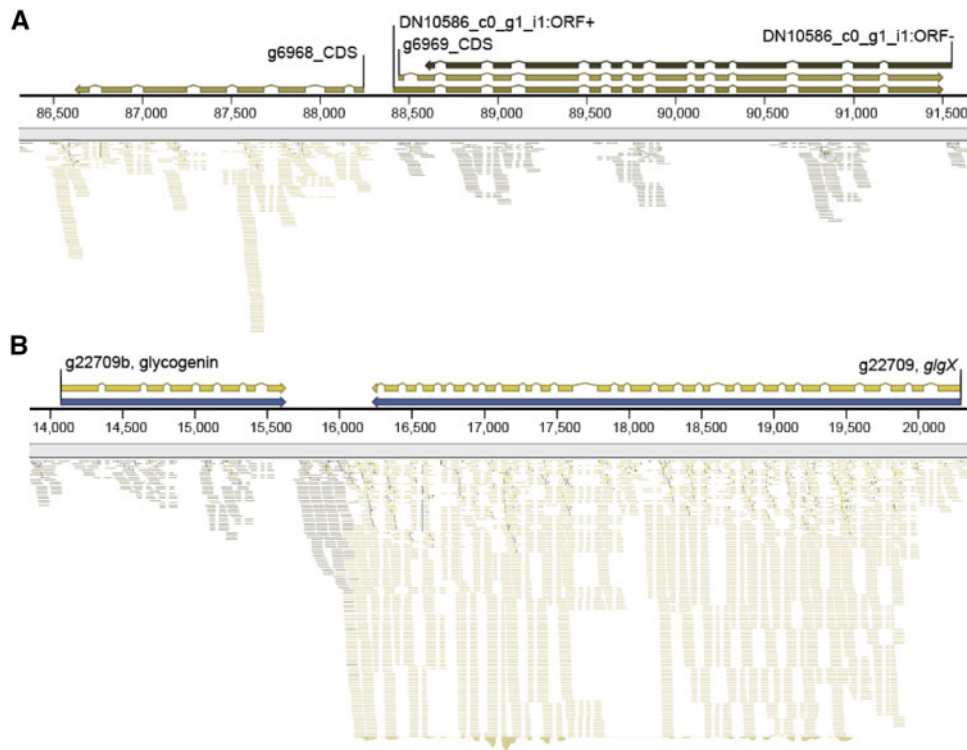 A
DN10586_c0_g1_i1:ORF+
g6968_CDS
g6969_CDS
DN10586_c0_g1_i1:ORF-
86,500 87,000 87,500 88,000 88,500 89,000 89,500 90,000 90,500 91,000 91,500
B
g22709b, glycogenin
g22709, glgX
14,000 14,500 15,000 15,500 16,000 16,500 17,000 17,500 18,000 18,500 19,000 19,500 20,000